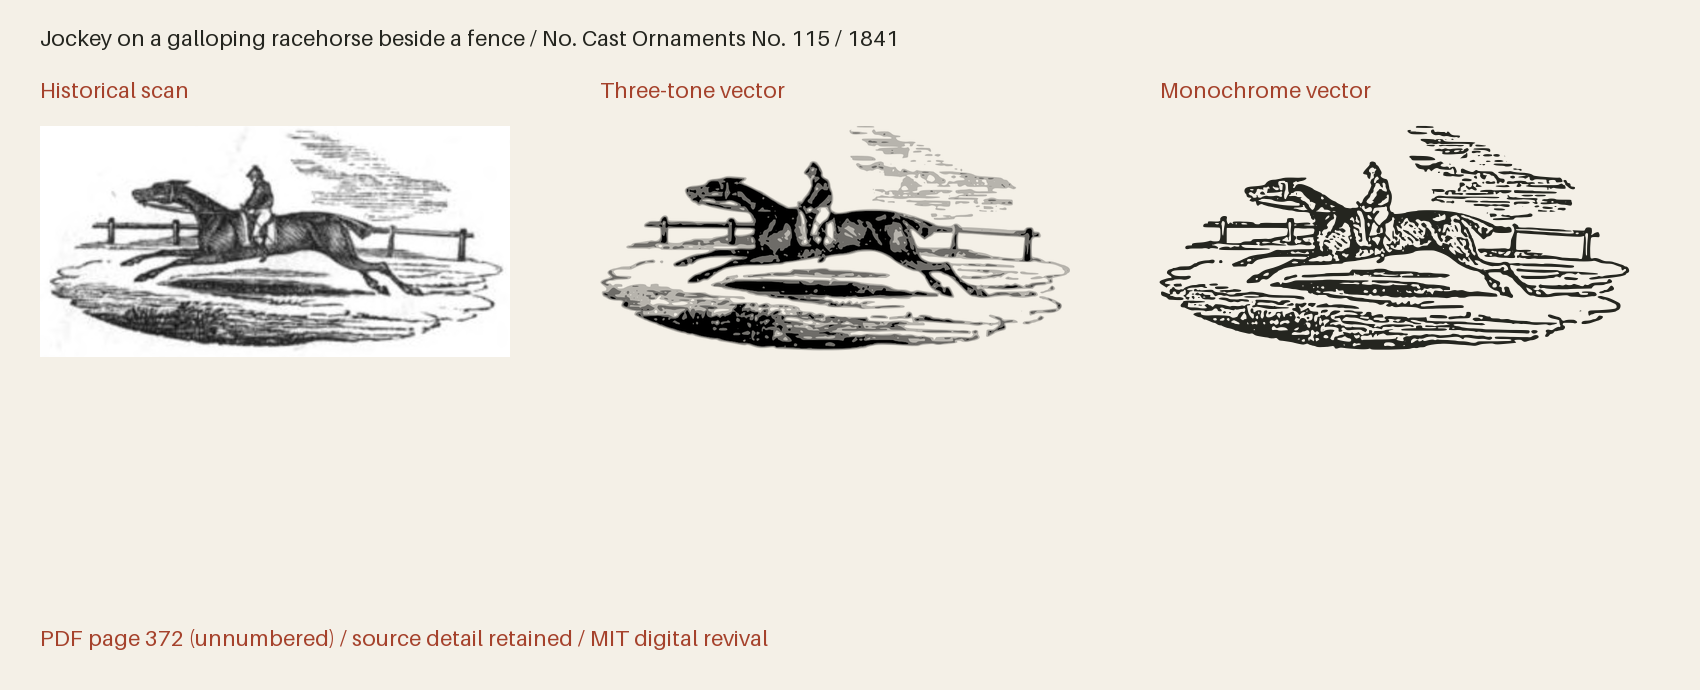 Jockey on a galloping racehorse beside a fence / No. Cast Ornaments No. 115 / 1841
Historical scan
Three-tone vector
Monochrome vector
PDF page 372 (unnumbered) / source detail retained / MIT digital revival